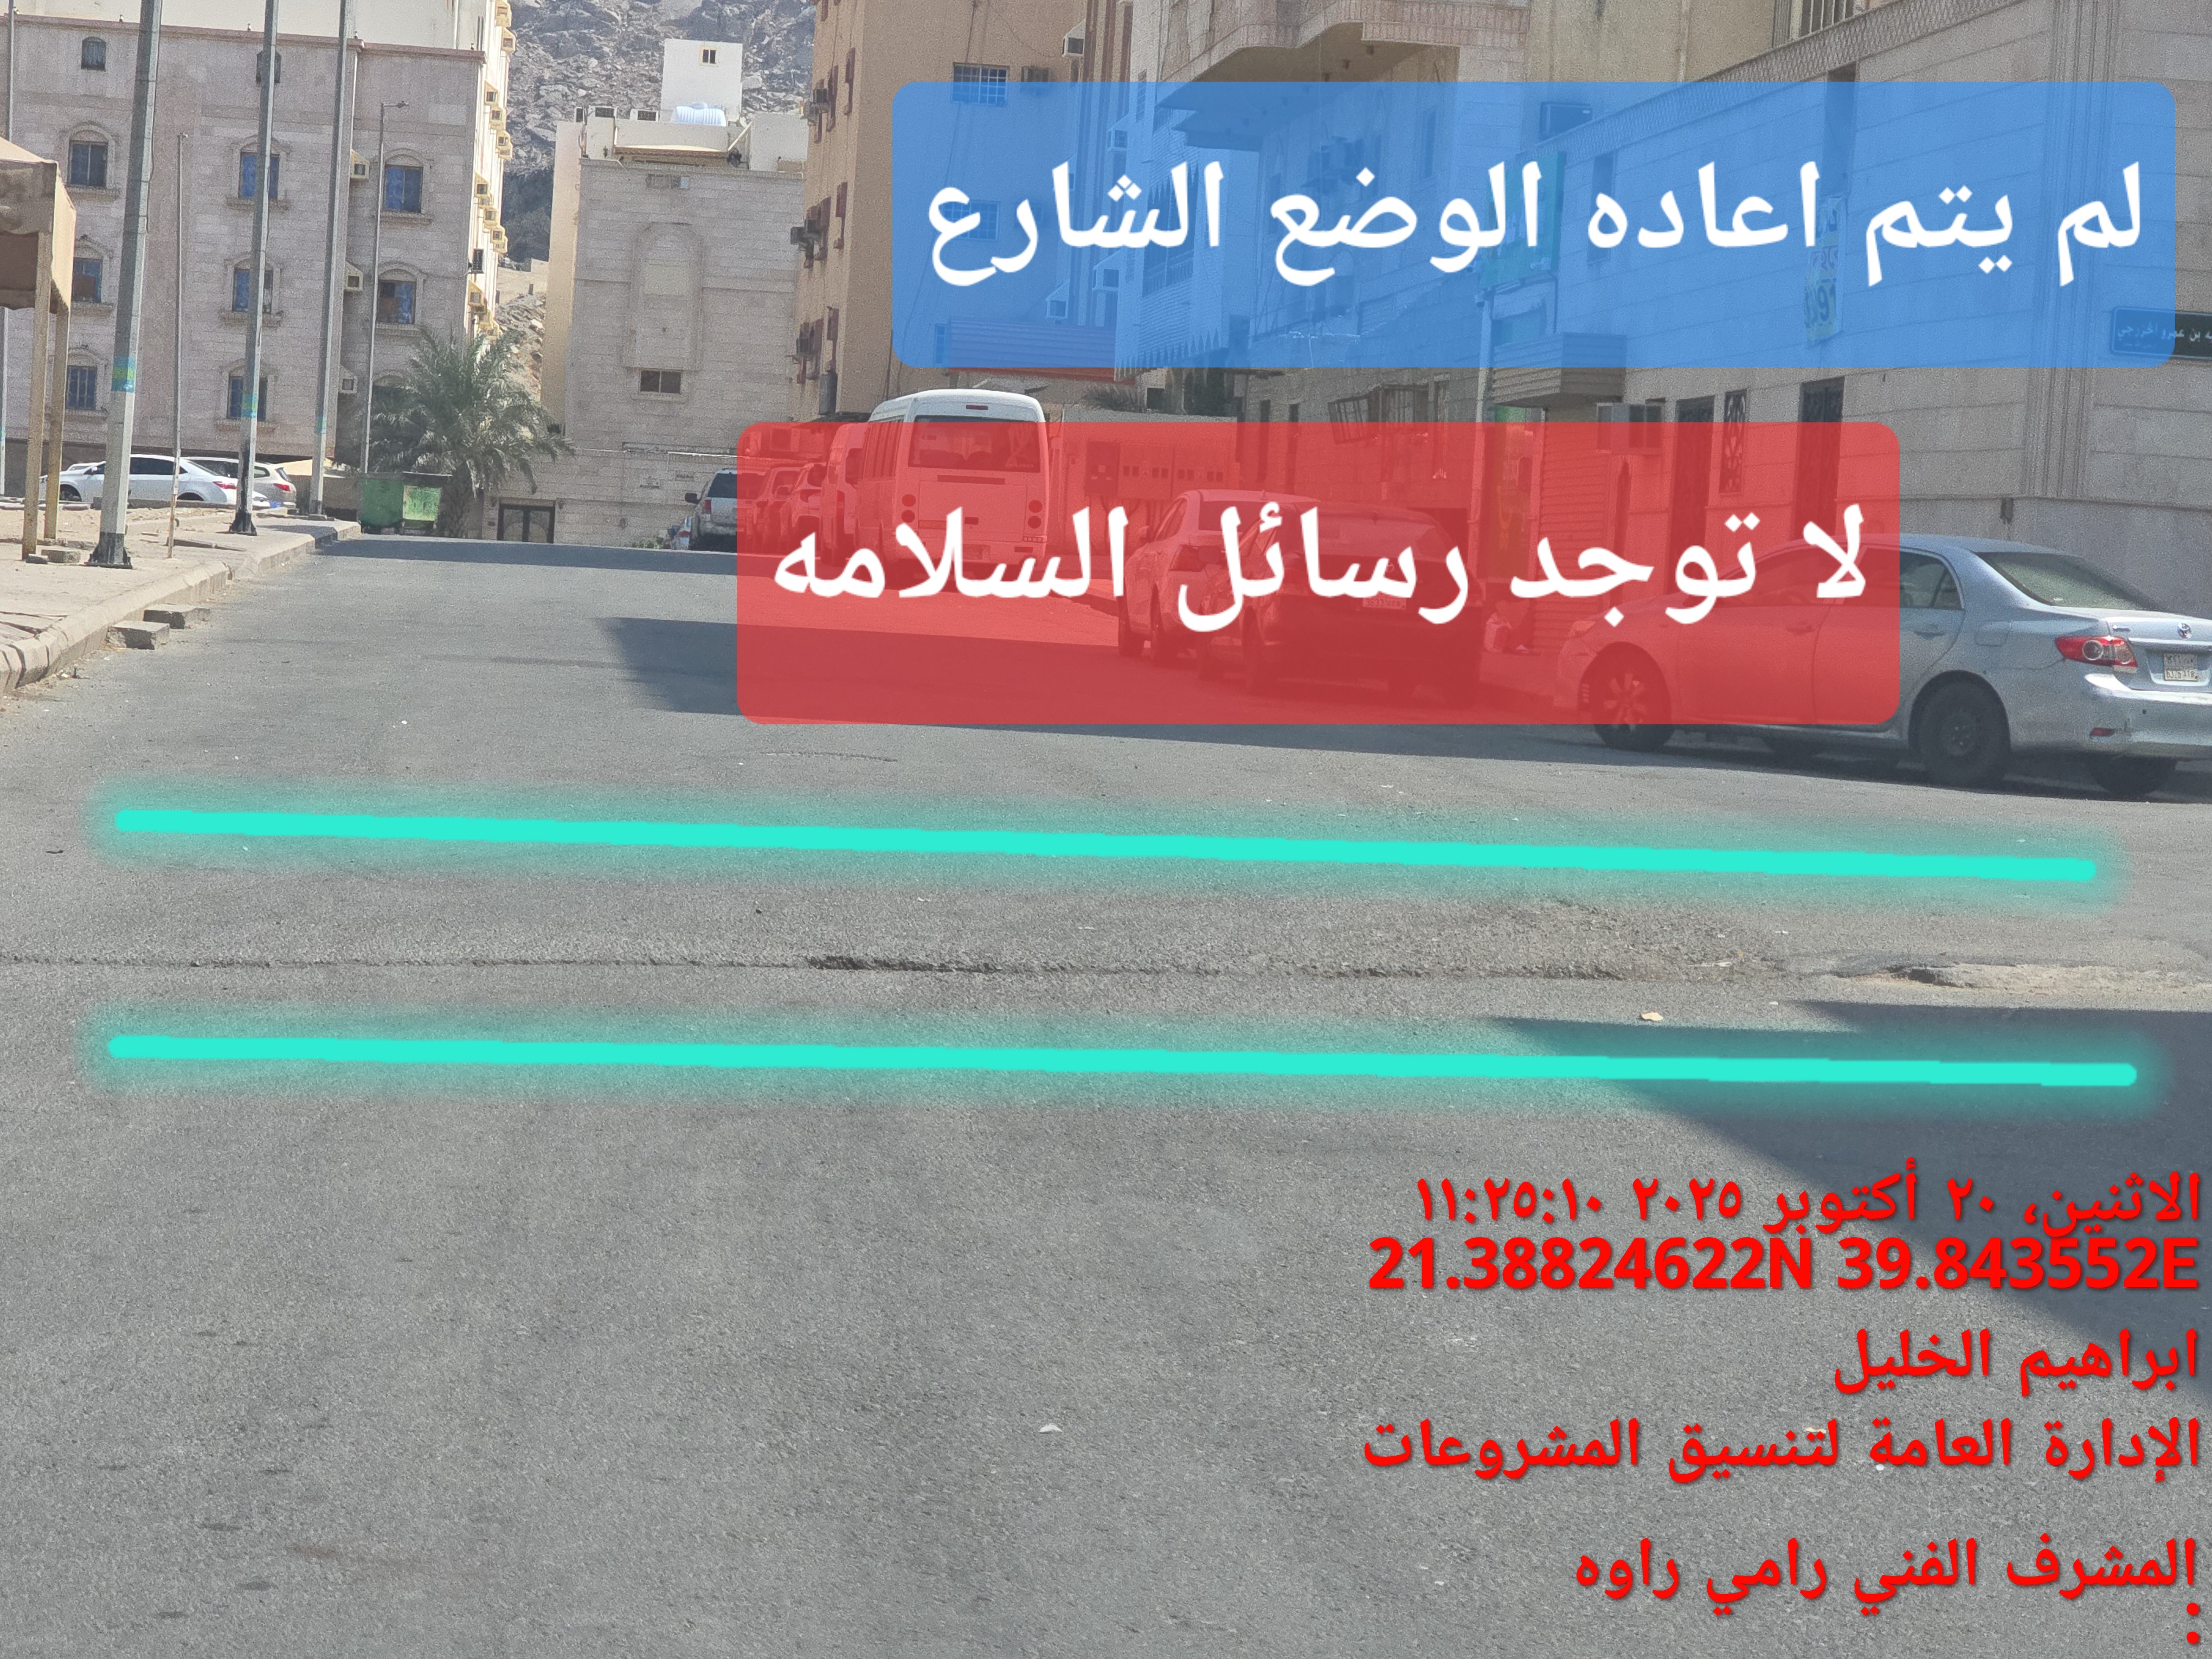 لم يتم اعاده الوضع الشارع
لا توجد رسائل السلامه
الاثنين، ٢٠ أكتوبر ٢٠٢٥ ١١:٢٥:١٠
21.38824622N 39.843552E
ابراهيم الخليل
الإدارة العامة لتنسيق المشروعات
المشرف الفني رامي راوه
: